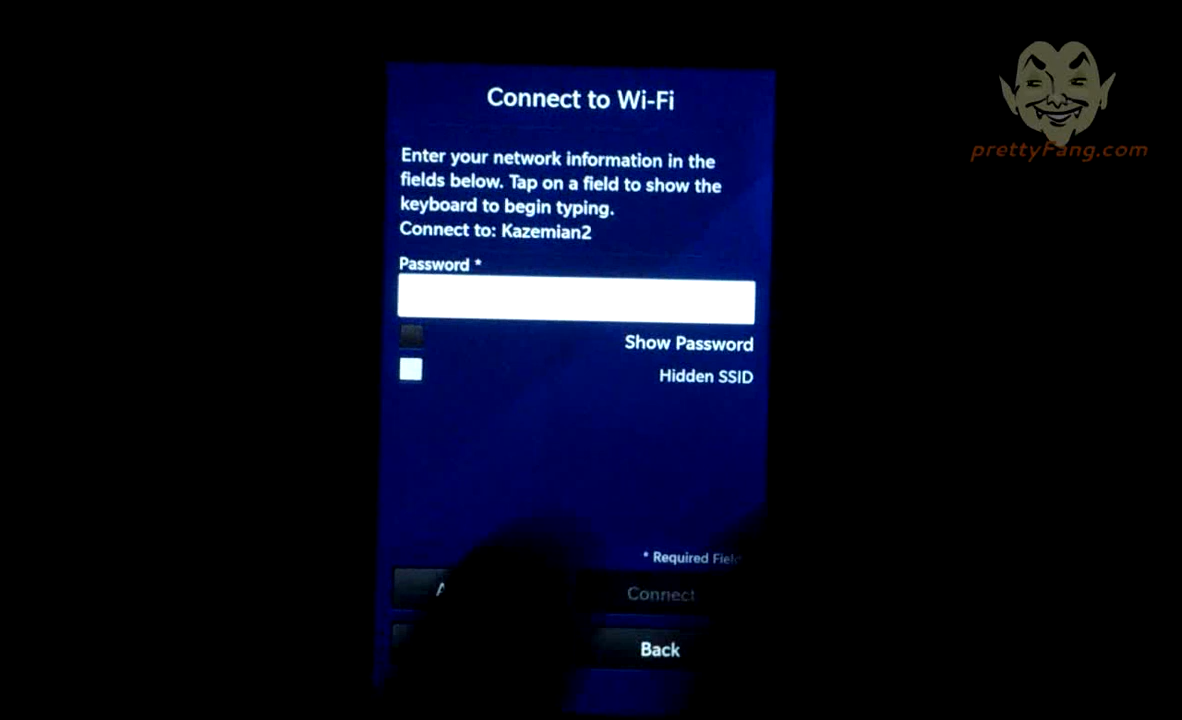 prettyFang.com
Connect to Wi-Fi
Enter your network information in the
fields below. Tap on a field to show the
keyboard to begin typing.
Connect to: Kazemian2
Password *
Show Password
Hidden SSID
* Required Field
Connect
Back